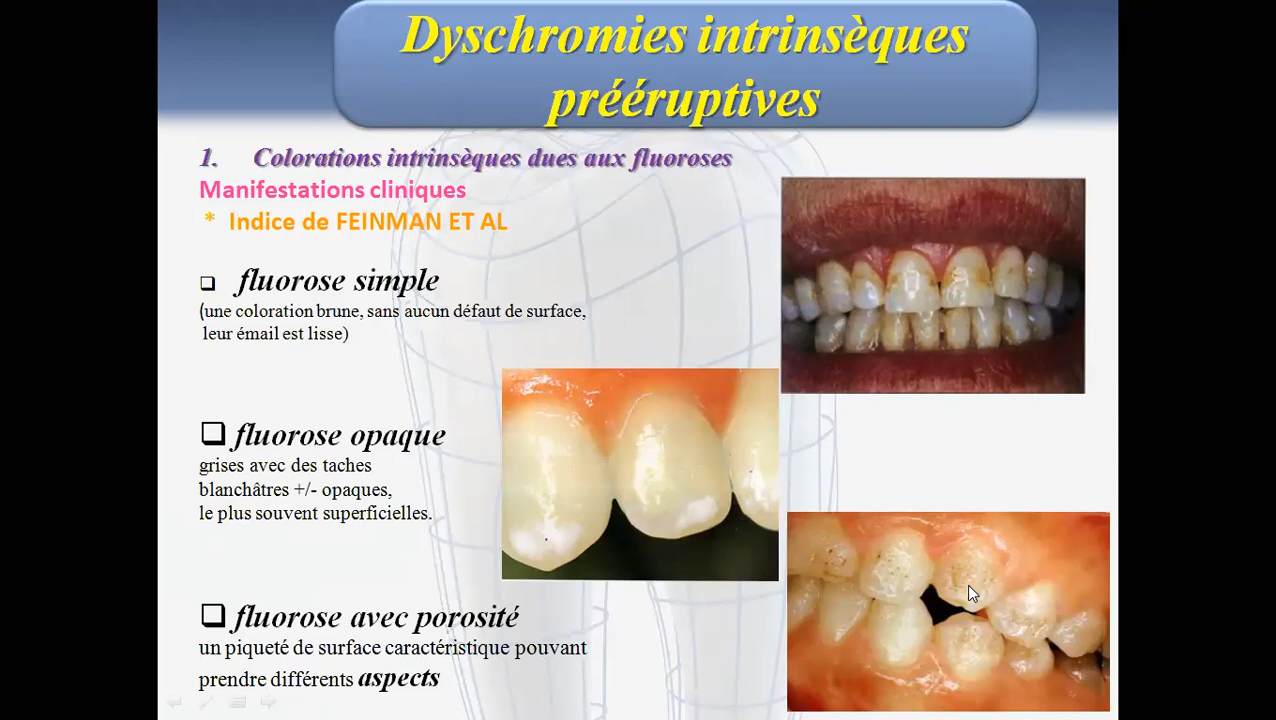 Dyschromies intrinsèques
prééruptives
1. Colorations intrinsèques dues aux fluoroses
Manifestations cliniques
* Indice de FEINMAN ET AL
❑ fluorose simple
(une coloration brune, sans aucun défaut de surface,
leur émail est lisse)
❑ fluorose opaque
grises avec des taches
blanchâtres +/- opaques,
le plus souvent superficielles.
❑ fluorose avec porosité
un piqueté de surface caractéristique pouvant
prendre différents aspects